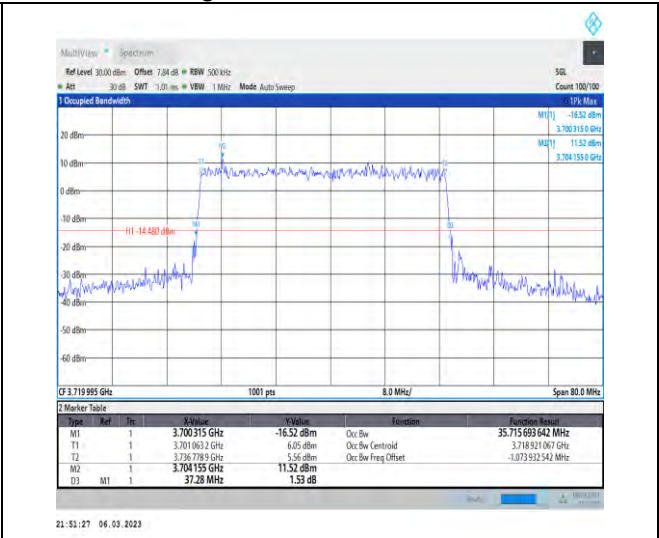 MultiView Spectrum
Ref Level 30.00 dBm Offset 7.84 dB RBW 500 kHz SGL
Att 30 dB SWT 1.01 ms VBW 1 MHz Mode Auto Sweep Count 100/100
1 Occupied Bandwidth 1Pk Max
M1[1] -16.52 dBm
3.700 315 0 GHz
M2[1] 11.52 dBm
3.704 155 0 GHz
20 dBm
M2
10 dBm
T1 T2
0 dBm
-10 dBm
M1 D3
H1 -14.480 dBm
-20 dBm
-30 dBm
-40 dBm
-50 dBm
-60 dBm
CF 3.719 995 GHz 1001 pts 8.0 MHz/ Span 80.0 MHz
2 Marker Table
Type Ref Trc X-Value Y-Value Function Function Result
M1 1 3.700 315 GHz -16.52 dBm Occ Bw 35.715 693 642 MHz
T1 1 3.701 063 2 GHz 6.05 dBm Occ Bw Centroid 3.718 921 067 GHz
T2 1 3.736 778 9 GHz 5.56 dBm Occ Bw Freq Offset -1.073 932 542 MHz
M2 1 3.704 155 GHz 11.52 dBm
D3 M1 1 37.28 MHz 1.53 dB
21:51:27 06.03.2023